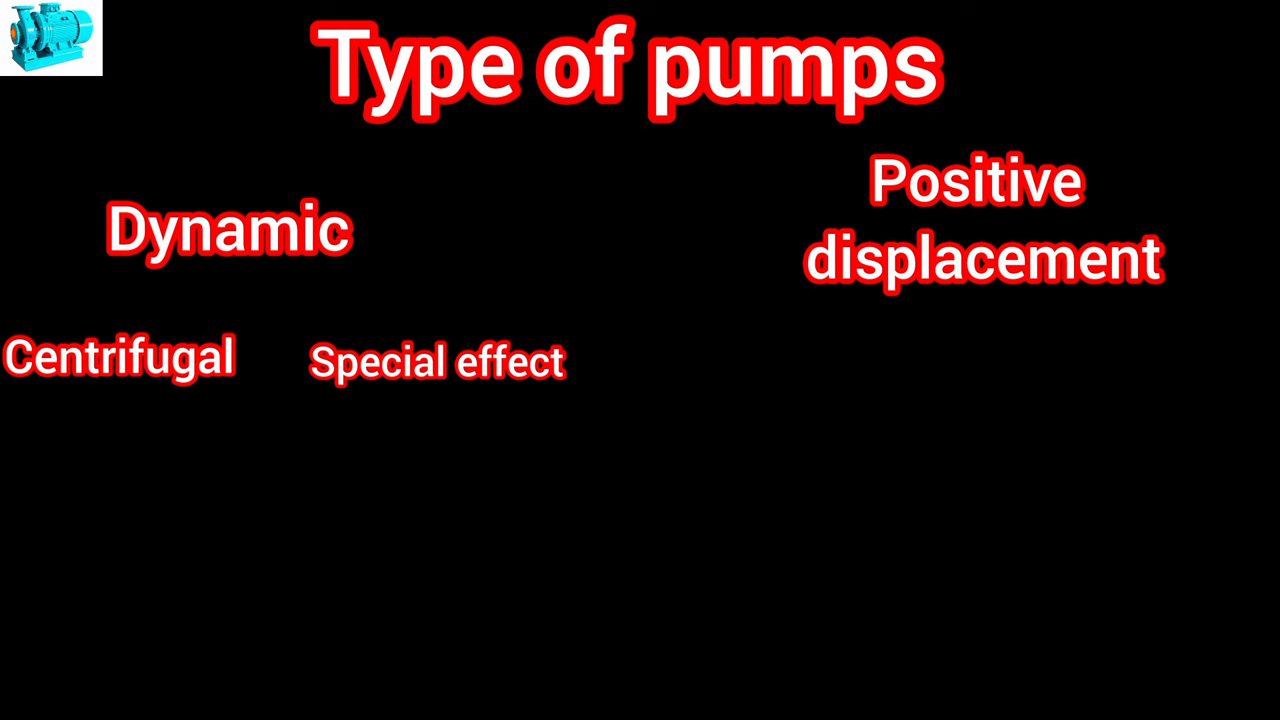 Type of pumps
Dynamic
Positive
displacement
Centrifugal
Special effect